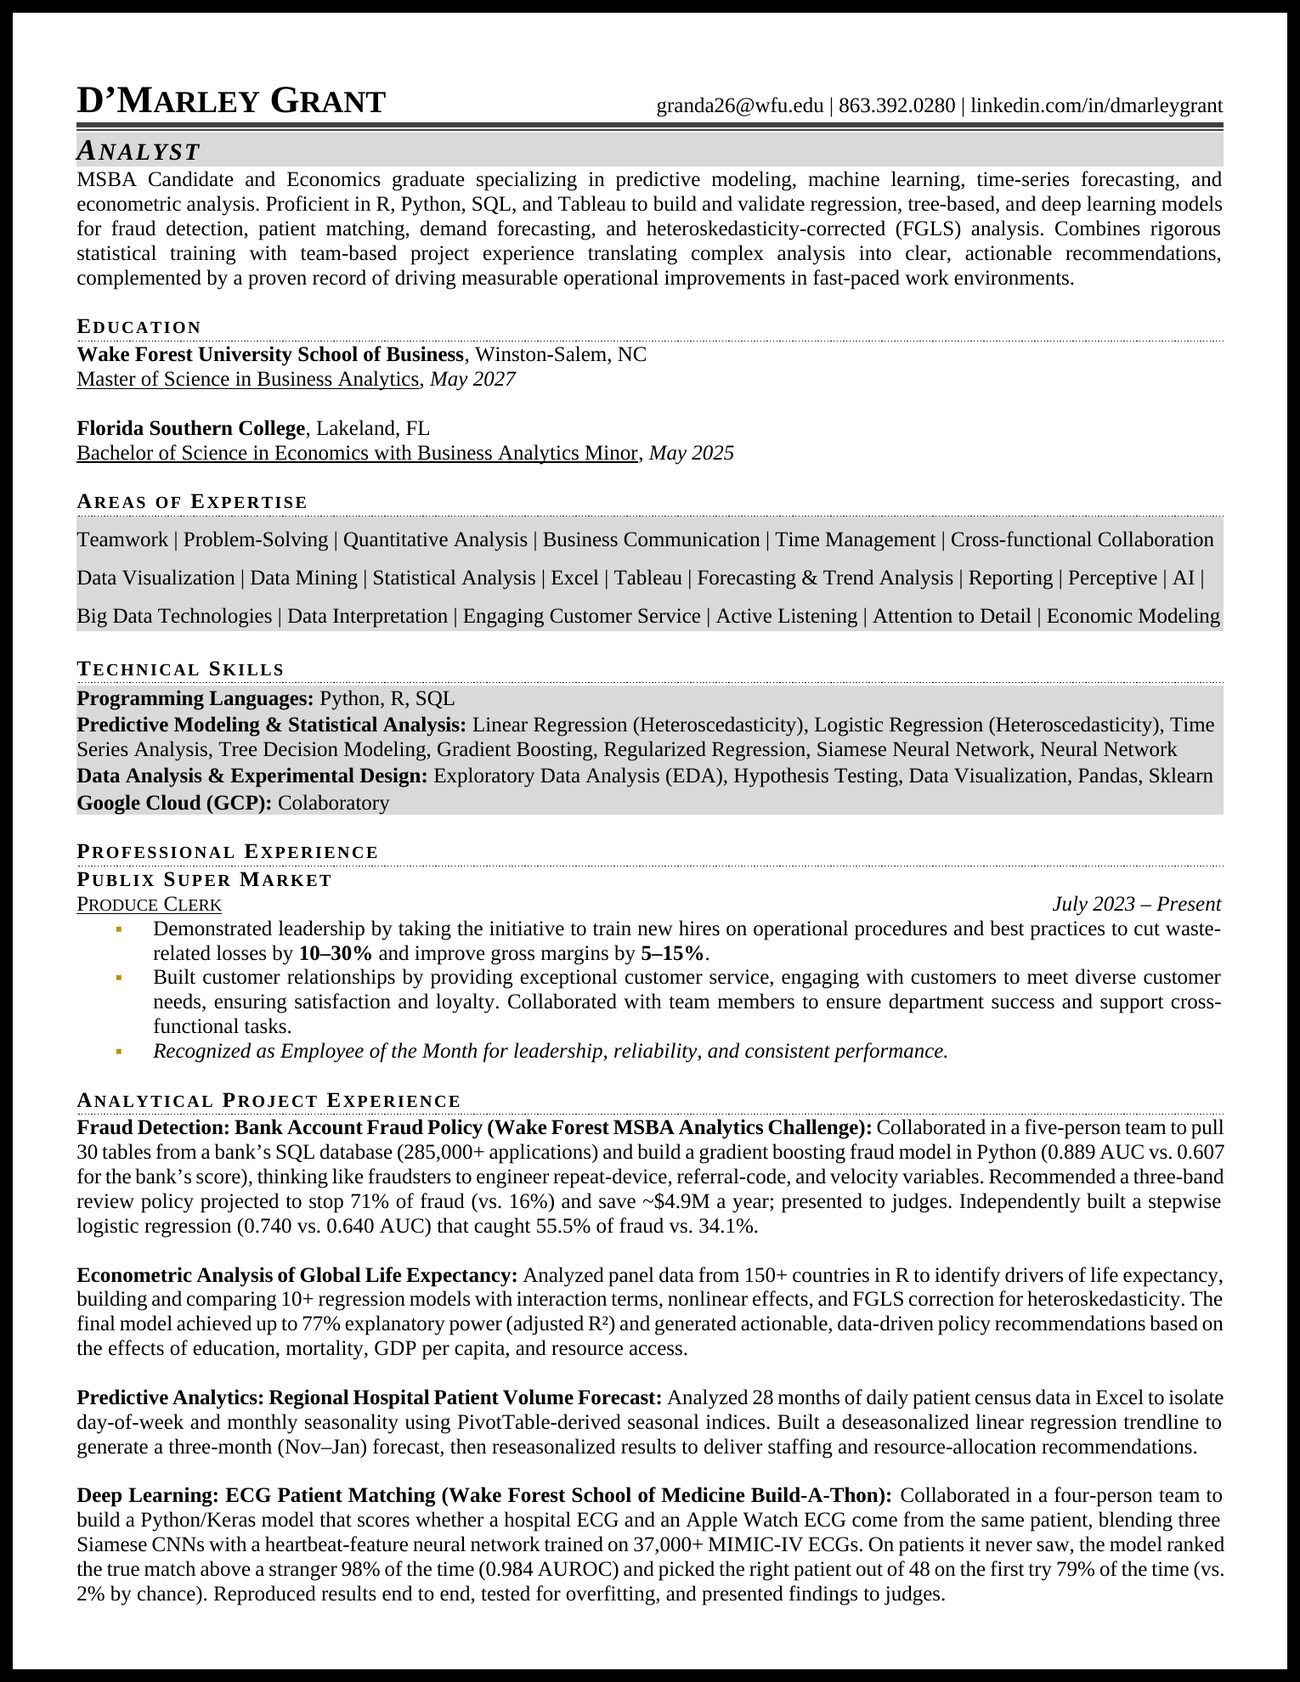 D’MARLEY GRANT
granda26@wfu.edu | 863.392.0280 | linkedin.com/in/dmarleygrant
ANALYST
MSBA Candidate and Economics graduate specializing in predictive modeling, machine learning, time-series forecasting, and
econometric analysis. Proficient in R, Python, SQL, and Tableau to build and validate regression, tree-based, and deep learning models
for fraud detection, patient matching, demand forecasting, and heteroskedasticity-corrected (FGLS) analysis. Combines rigorous
statistical training with team-based project experience translating complex analysis into clear, actionable recommendations,
complemented by a proven record of driving measurable operational improvements in fast-paced work environments.
EDUCATION
Wake Forest University School of Business, Winston-Salem, NC
Master of Science in Business Analytics, May 2027
Florida Southern College, Lakeland, FL
Bachelor of Science in Economics with Business Analytics Minor, May 2025
AREAS OF EXPERTISE
Teamwork | Problem-Solving | Quantitative Analysis | Business Communication | Time Management | Cross-functional Collaboration
Data Visualization | Data Mining | Statistical Analysis | Excel | Tableau | Forecasting & Trend Analysis | Reporting | Perceptive | AI |
Big Data Technologies | Data Interpretation | Engaging Customer Service | Active Listening | Attention to Detail | Economic Modeling
TECHNICAL SKILLS
Programming Languages: Python, R, SQL
Predictive Modeling & Statistical Analysis: Linear Regression (Heteroscedasticity), Logistic Regression (Heteroscedasticity), Time
Series Analysis, Tree Decision Modeling, Gradient Boosting, Regularized Regression, Siamese Neural Network, Neural Network
Data Analysis & Experimental Design: Exploratory Data Analysis (EDA), Hypothesis Testing, Data Visualization, Pandas, Sklearn
Google Cloud (GCP): Colaboratory
PROFESSIONAL EXPERIENCE
PUBLIX SUPER MARKET
PRODUCE CLERK
July 2023 – Present
▪ Demonstrated leadership by taking the initiative to train new hires on operational procedures and best practices to cut waste-
related losses by 10–30% and improve gross margins by 5–15%.
▪ Built customer relationships by providing exceptional customer service, engaging with customers to meet diverse customer
needs, ensuring satisfaction and loyalty. Collaborated with team members to ensure department success and support cross-
functional tasks.
▪ Recognized as Employee of the Month for leadership, reliability, and consistent performance.
ANALYTICAL PROJECT EXPERIENCE
Fraud Detection: Bank Account Fraud Policy (Wake Forest MSBA Analytics Challenge): Collaborated in a five-person team to pull
30 tables from a bank’s SQL database (285,000+ applications) and build a gradient boosting fraud model in Python (0.889 AUC vs. 0.607
for the bank’s score), thinking like fraudsters to engineer repeat-device, referral-code, and velocity variables. Recommended a three-band
review policy projected to stop 71% of fraud (vs. 16%) and save ~$4.9M a year; presented to judges. Independently built a stepwise
logistic regression (0.740 vs. 0.640 AUC) that caught 55.5% of fraud vs. 34.1%.
Econometric Analysis of Global Life Expectancy: Analyzed panel data from 150+ countries in R to identify drivers of life expectancy,
building and comparing 10+ regression models with interaction terms, nonlinear effects, and FGLS correction for heteroskedasticity. The
final model achieved up to 77% explanatory power (adjusted R²) and generated actionable, data-driven policy recommendations based on
the effects of education, mortality, GDP per capita, and resource access.
Predictive Analytics: Regional Hospital Patient Volume Forecast: Analyzed 28 months of daily patient census data in Excel to isolate
day-of-week and monthly seasonality using PivotTable-derived seasonal indices. Built a deseasonalized linear regression trendline to
generate a three-month (Nov–Jan) forecast, then reseasonalized results to deliver staffing and resource-allocation recommendations.
Deep Learning: ECG Patient Matching (Wake Forest School of Medicine Build-A-Thon): Collaborated in a four-person team to
build a Python/Keras model that scores whether a hospital ECG and an Apple Watch ECG come from the same patient, blending three
Siamese CNNs with a heartbeat-feature neural network trained on 37,000+ MIMIC-IV ECGs. On patients it never saw, the model ranked
the true match above a stranger 98% of the time (0.984 AUROC) and picked the right patient out of 48 on the first try 79% of the time (vs.
2% by chance). Reproduced results end to end, tested for overfitting, and presented findings to judges.